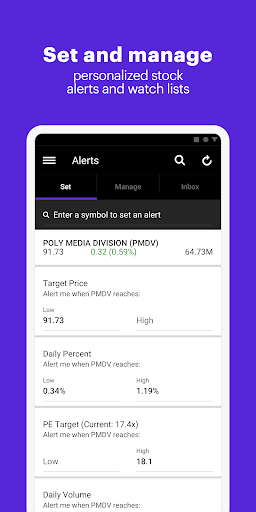 Set and manage
personalized stock
alerts and watch lists
Alerts
Set Manage Inbox
Enter a symbol to set an alert
POLY MEDIA DIVISION (PMDV)
91.73 0.32 (0.59%) 64.73M
Target Price
Alert me when PMDV reaches:
Low
91.73 High
Daily Percent
Alert me when PMDV reaches:
Low High
0.34% 1.19%
PE Target (Current: 17.4x)
Alert me when PMDV reaches:
High
Low 18.1
Daily Volume
Alert me when PMDV reaches: